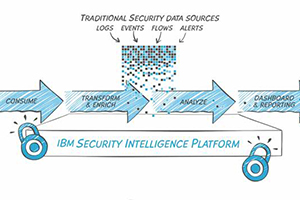 TRADITIONAL SECURITY DATA SOURCES
LOGS EVENTS FLOWS ALERTS
CONSUME
TRANSFORM & ENRICH
ANALYZE
DASHBOARD & REPORTING
iBM SECURITY INTELLIGENCE PLATFORM